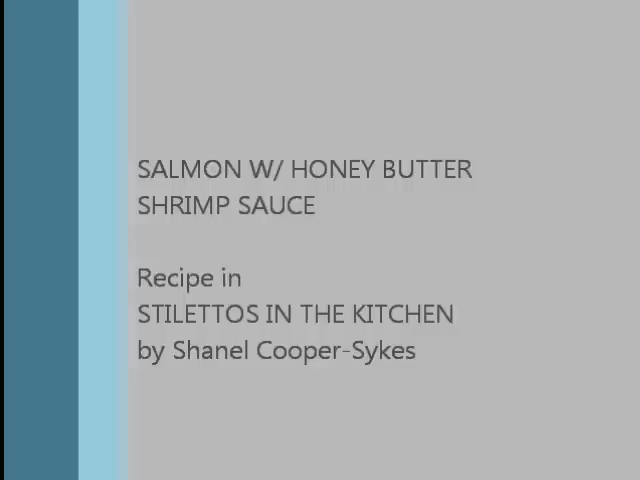 SALMON W/ HONEY BUTTER
SHRIMP SAUCE
Recipe in
STILETTOS IN THE KITCHEN
by Shanel Cooper-Sykes